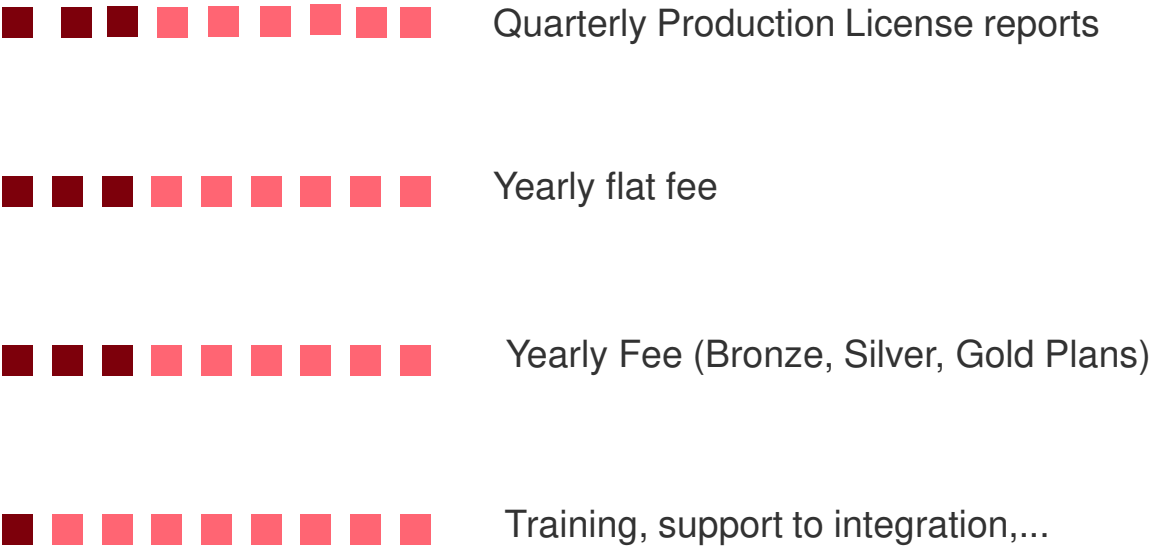 Quarterly Production License reports
Yearly flat fee
Yearly Fee (Bronze, Silver, Gold Plans)
Training, support to integration,...